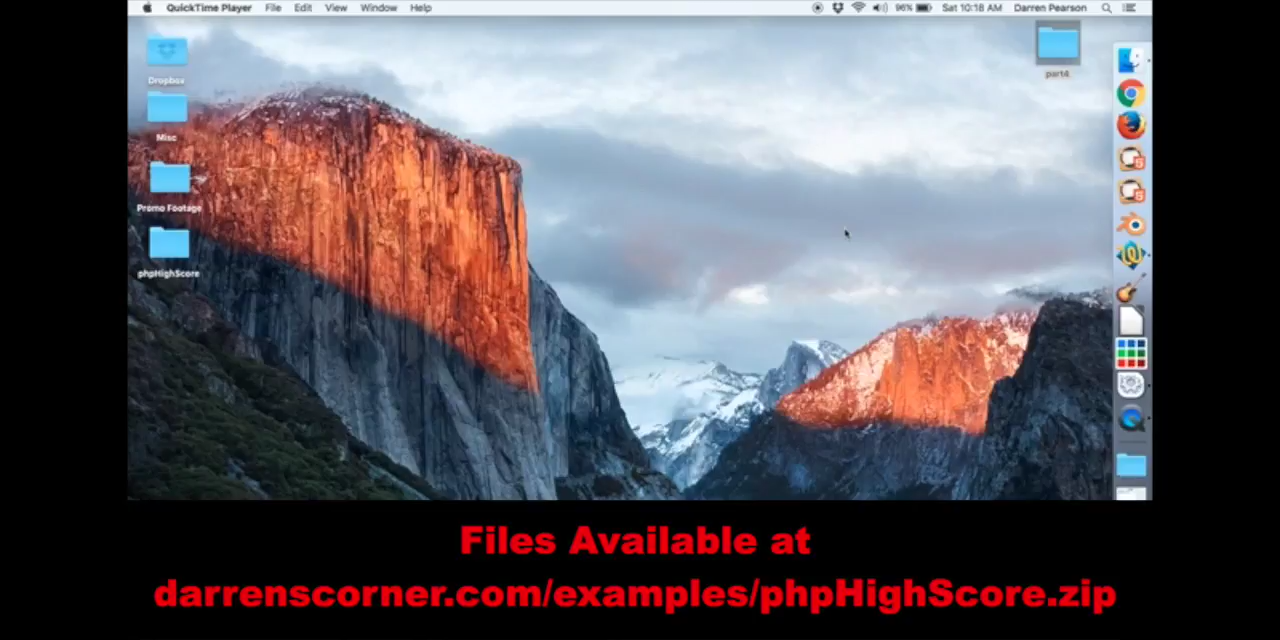 QuickTime Player File Edit View Window Help 96% Sat 10:18 AM Darren Pearson
Dropbox
part4
Misc
Promo Footage
phpHighScore
Files Available at
darrenscorner.com/examples/phpHighScore.zip